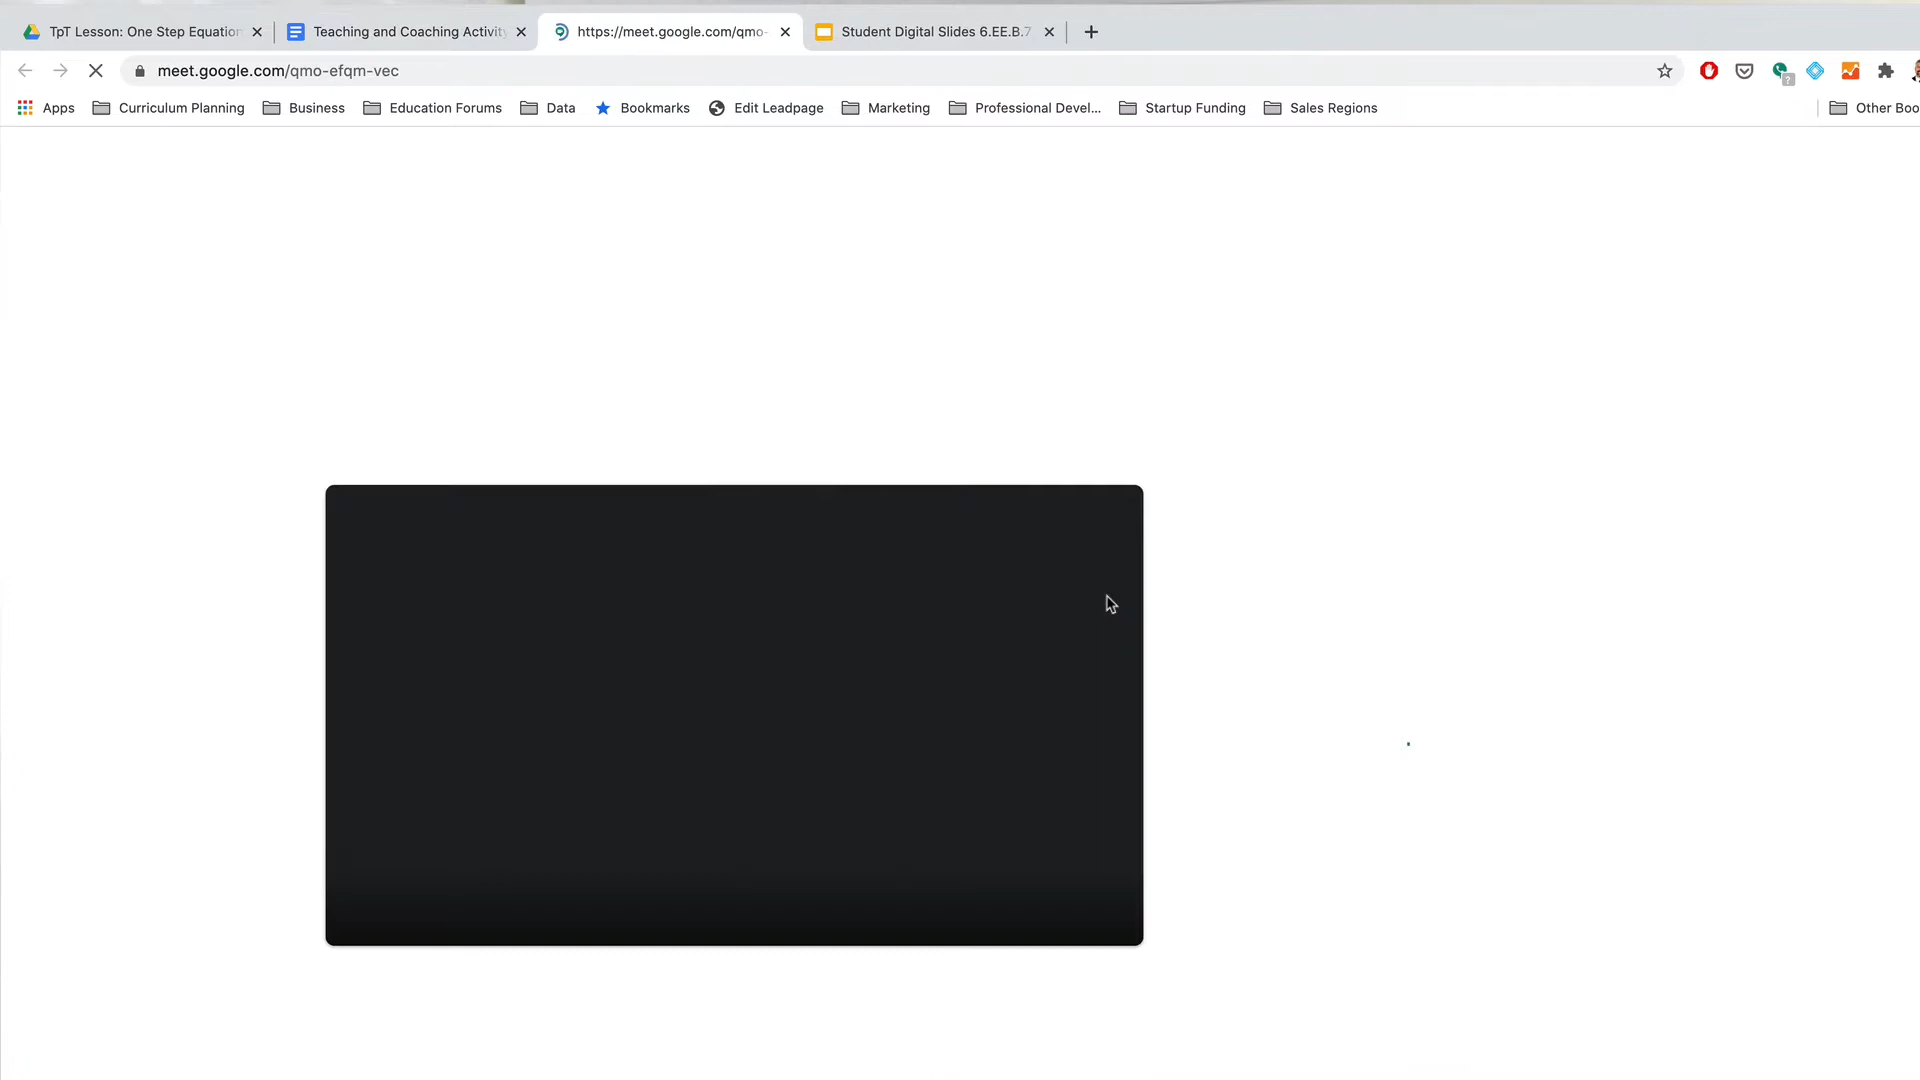 TpT Lesson: One Step Equation
Teaching and Coaching Activity
https://meet.google.com/qmo-
Student Digital Slides 6.EE.B.7
meet.google.com/qmo-efqm-vec
?
Apps
Curriculum Planning
Business
Education Forums
Data
Bookmarks
Edit Leadpage
Marketing
Professional Devel...
Startup Funding
Sales Regions
Other Boo